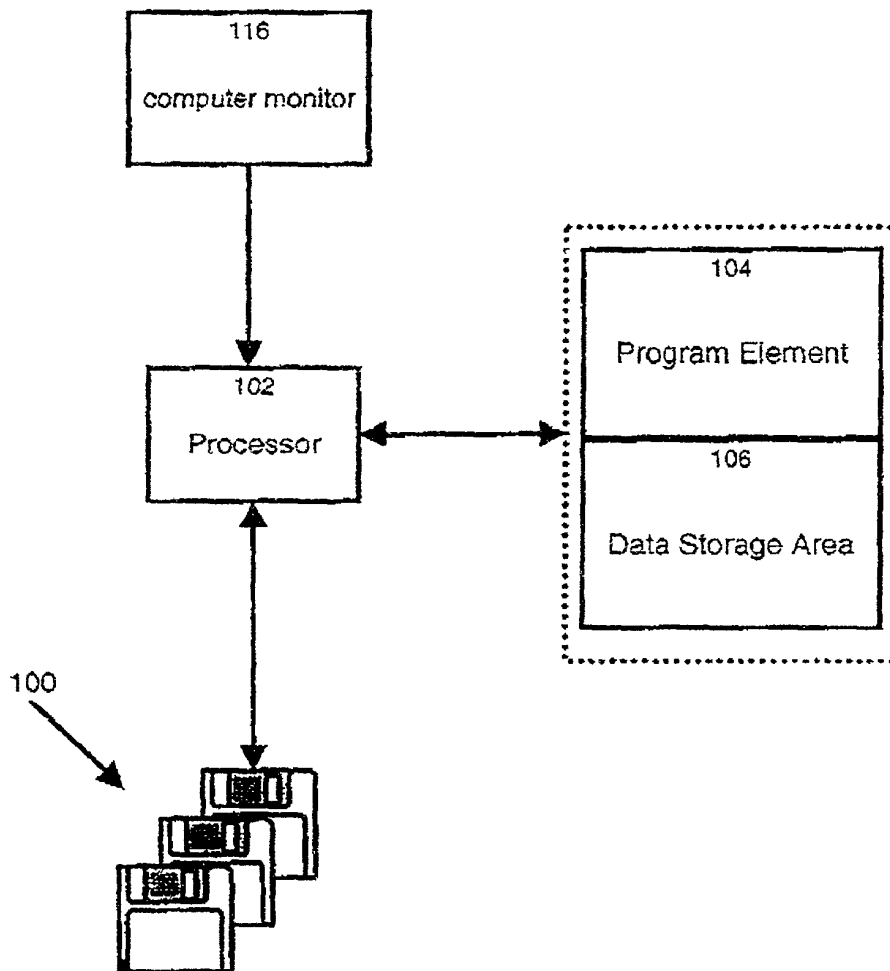 116
computer monitor
102
Processor
104
Program Element
106
Data Storage Area
100